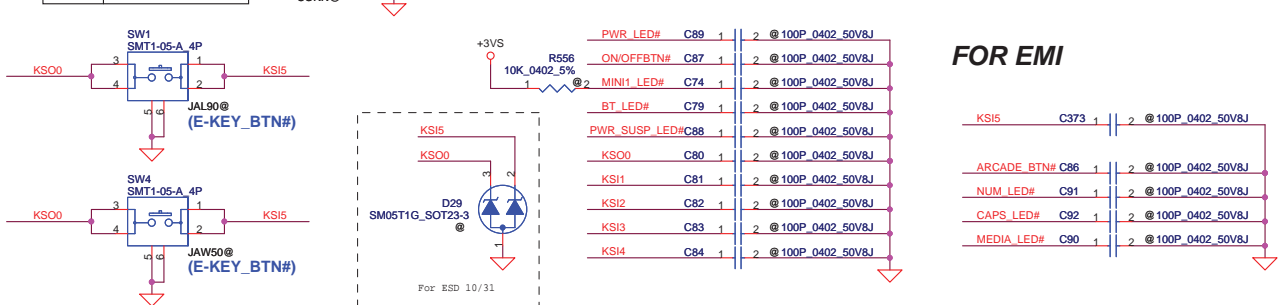 SW1
SMT1-05-A_4P
KSO0 3 1 KSI5
4 2
5 6
JAL90@
(E-KEY_BTN#)
SW4
SMT1-05-A_4P
KSO0 3 1 KSI5
4 2
5 6
JAW50@
(E-KEY_BTN#)
KSI5
KSO0
3 2
D29
SM05T1G_SOT23-3
@
1
For ESD 10/31
+3VS
R556
10K_0402_5%
1 @ 2
PWR_LED# C89 1 2 @100P_0402_50V8J
ON/OFFBTN# C87 1 2 @100P_0402_50V8J
MINI1_LED# C74 1 2 @100P_0402_50V8J
BT_LED# C79 1 2 @100P_0402_50V8J
PWR_SUSP_LED# C88 1 2 @100P_0402_50V8J
KSO0 C80 1 2 @100P_0402_50V8J
KSI1 C81 1 2 @100P_0402_50V8J
KSI2 C82 1 2 @100P_0402_50V8J
KSI3 C83 1 2 @100P_0402_50V8J
KSI4 C84 1 2 @100P_0402_50V8J
FOR EMI
KSI5 C373 1 2 @100P_0402_50V8J
ARCADE_BTN# C86 1 2 @100P_0402_50V8J
NUM_LED# C91 1 2 @100P_0402_50V8J
CAPS_LED# C92 1 2 @100P_0402_50V8J
MEDIA_LED# C90 1 2 @100P_0402_50V8J